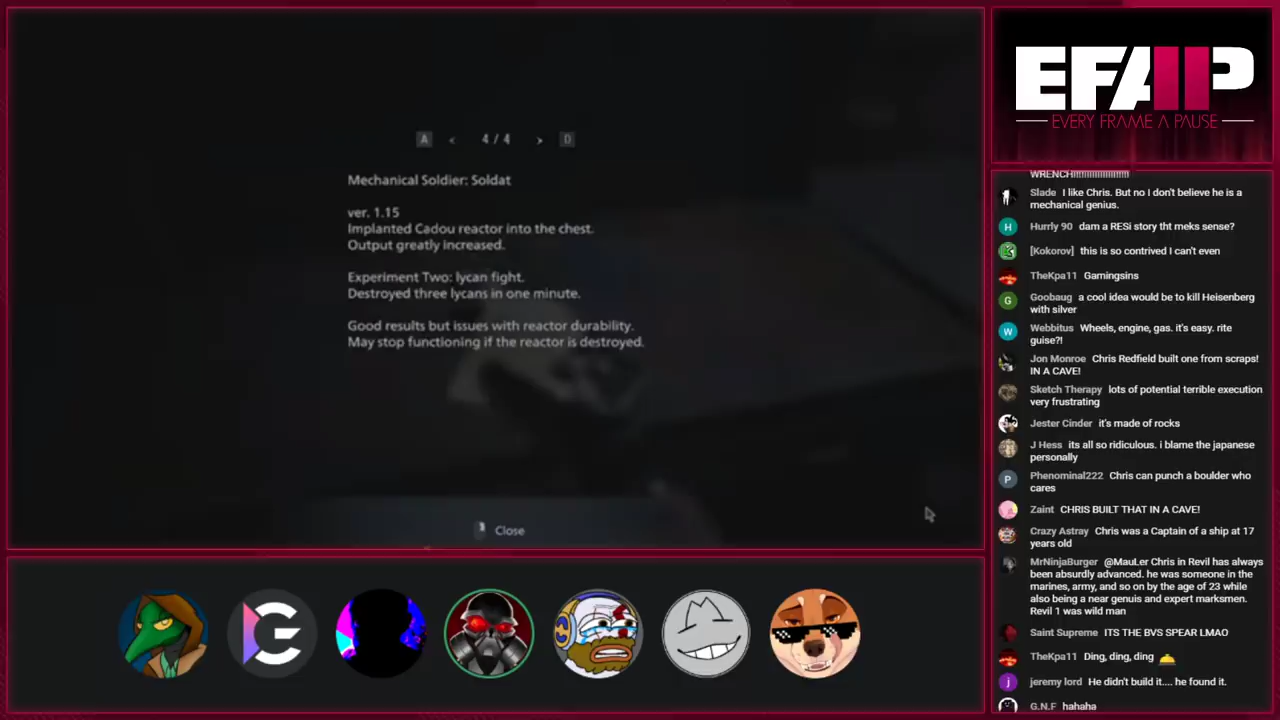 A < 4 / 4 > D
Mechanical Soldier: Soldat
ver. 1.15
Implanted Cadou reactor into the chest.
Output greatly increased.
Experiment Two: lycan fight.
Destroyed three lycans in one minute.
Good results but issues with reactor durability.
May stop functioning if the reactor is destroyed.
Close
EFAP
EVERY FRAME A PAUSE
WRENCH!!!!!!!!!!!!!!!!!!!!!!
Slade I like Chris. But no I don't believe he is a
mechanical genius.
H Hurrly 90 dam a RESi story tht meks sense?
[Kokorov] this is so contrived I can't even
TheKpa11 Gamingsins
G Goobaug a cool idea would be to kill Heisenberg
with silver
W Webbitus Wheels, engine, gas. it's easy. rite
guise?!
Jon Monroe Chris Redfield built one from scraps!
IN A CAVE!
Sketch Therapy lots of potential terrible execution
very frustrating
Jester Cinder it's made of rocks
J Hess its all so ridiculous. i blame the japanese
personally
P Phenominal222 Chris can punch a boulder who
cares
Zaint CHRIS BUILT THAT IN A CAVE!
Crazy Astray Chris was a Captain of a ship at 17
years old
MrNinjaBurger @MauLer Chris in Revil has always
been absurdly advanced. he was someone in the
marines, army, and so on by the age of 23 while
also being a near genuis and expert marksmen.
Revil 1 was wild man
Saint Supreme ITS THE BVS SPEAR LMAO
TheKpa11 Ding, ding, ding
j jeremy lord He didn't build it.... he found it.
G.N.F hahaha